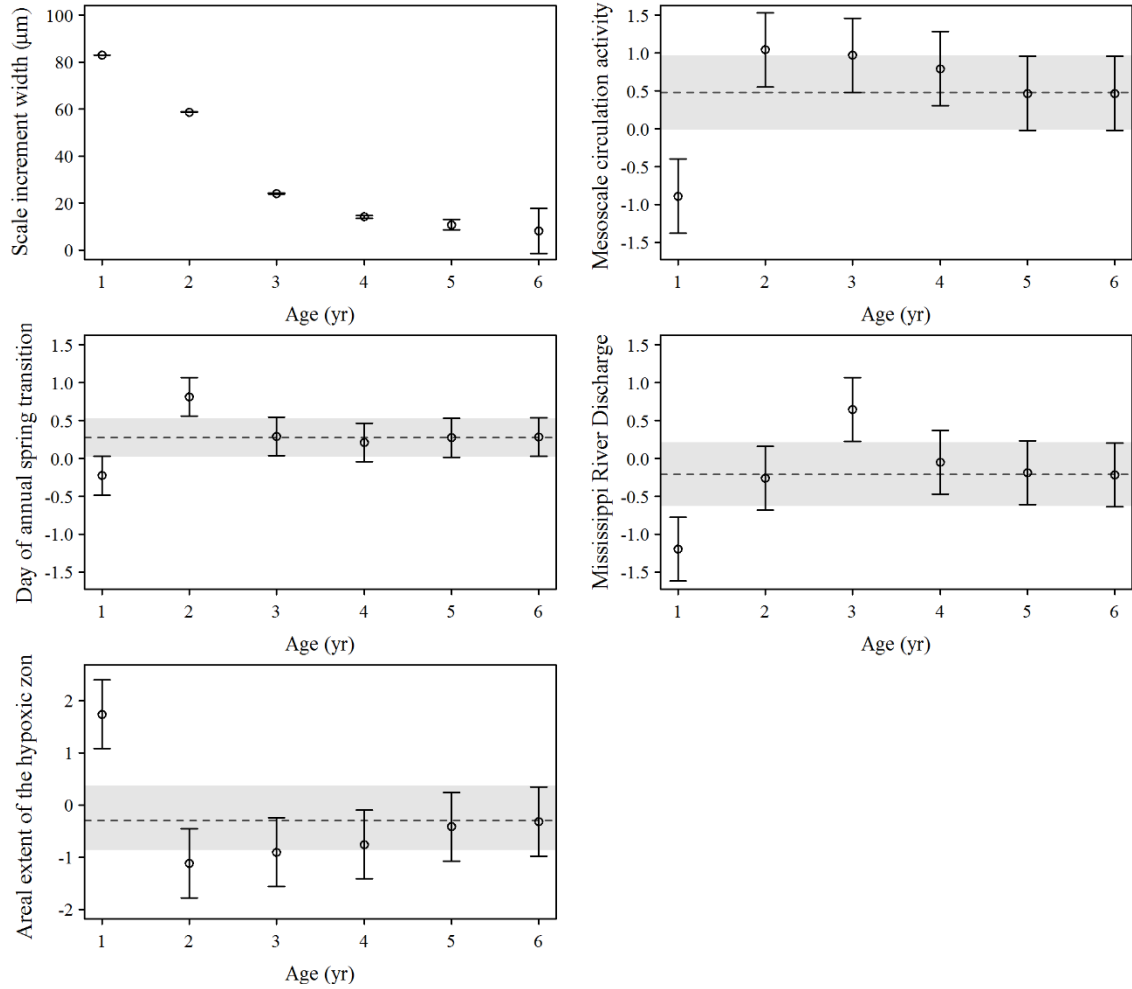 Scale increment width (μm)
100
80
60
40
20
0
1 2 3 4 5 6
Age (yr)
Mesoscale circulation activity
1.5
1.0
0.5
0.0
-0.5
-1.0
-1.5
1 2 3 4 5 6
Age (yr)
Day of annual spring transition
1.5
1.0
0.5
0.0
-0.5
-1.0
-1.5
1 2 3 4 5 6
Age (yr)
Mississippi River Discharge
1.5
1.0
0.5
0.0
-0.5
-1.0
-1.5
1 2 3 4 5 6
Age (yr)
Areal extent of the hypoxic zon
2
1
0
-1
-2
1 2 3 4 5 6
Age (yr)